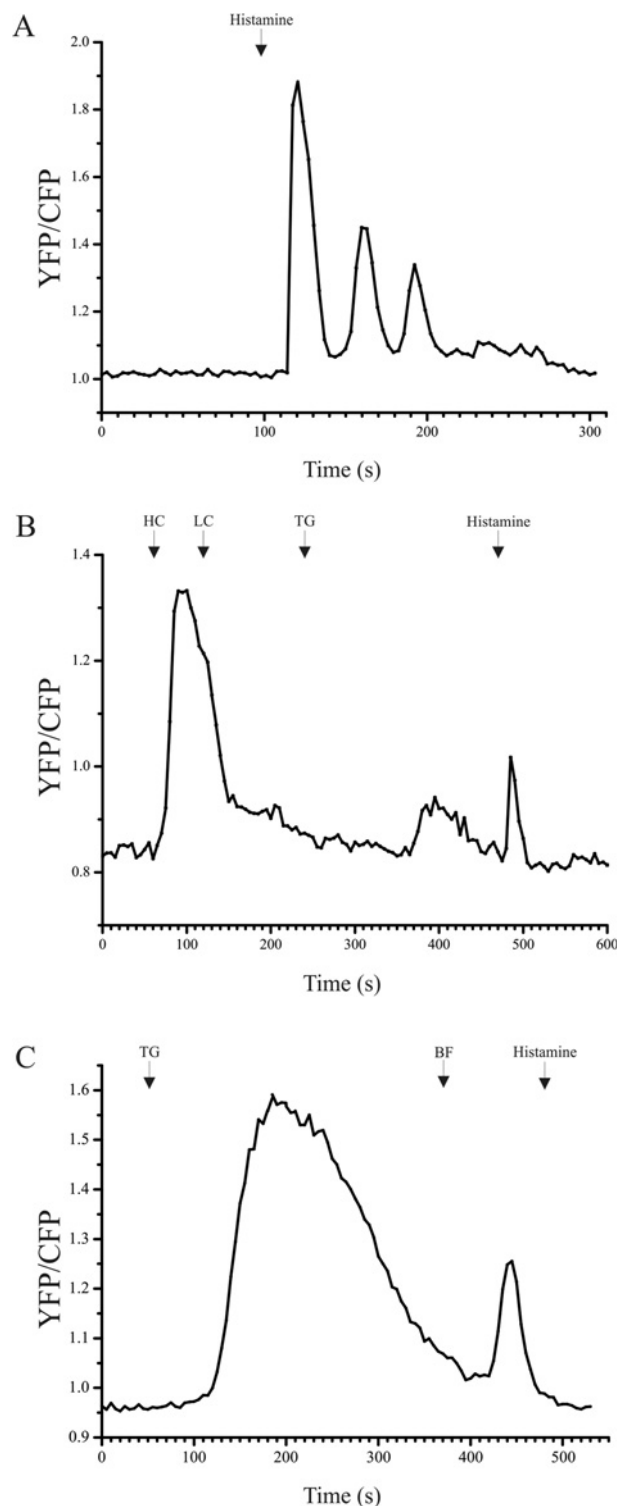 A
Histamine
2.0
1.8
1.6
1.4
1.2
1.0
YFP/CFP
0 100 200 300
Time (s)
B
HC LC TG Histamine
1.4
1.2
1.0
0.8
YFP/CFP
0 100 200 300 400 500 600
Time (s)
C
TG BF Histamine
1.6
1.5
1.4
1.3
1.2
1.1
1.0
0.9
YFP/CFP
0 100 200 300 400 500
Time (s)